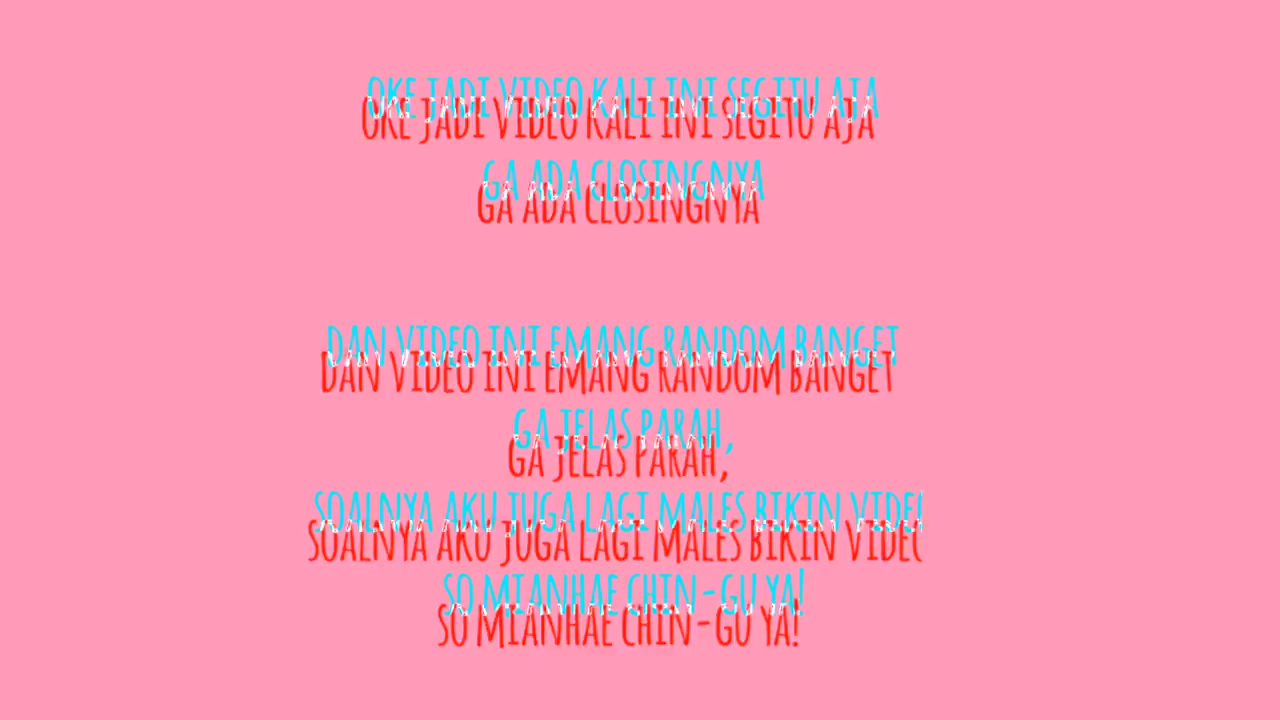 OKE JADI VIDEO KALI INI SEGITU AJA
GA ADA CLOSINGNYA
DAN VIDEO INI EMANG RANDOM BANGET
GA JELAS PARAH,
SOALNYA AKU JUGA LAGI MALES BIKIN VIDEO
SO MIANHAE CHIN-GU YA!